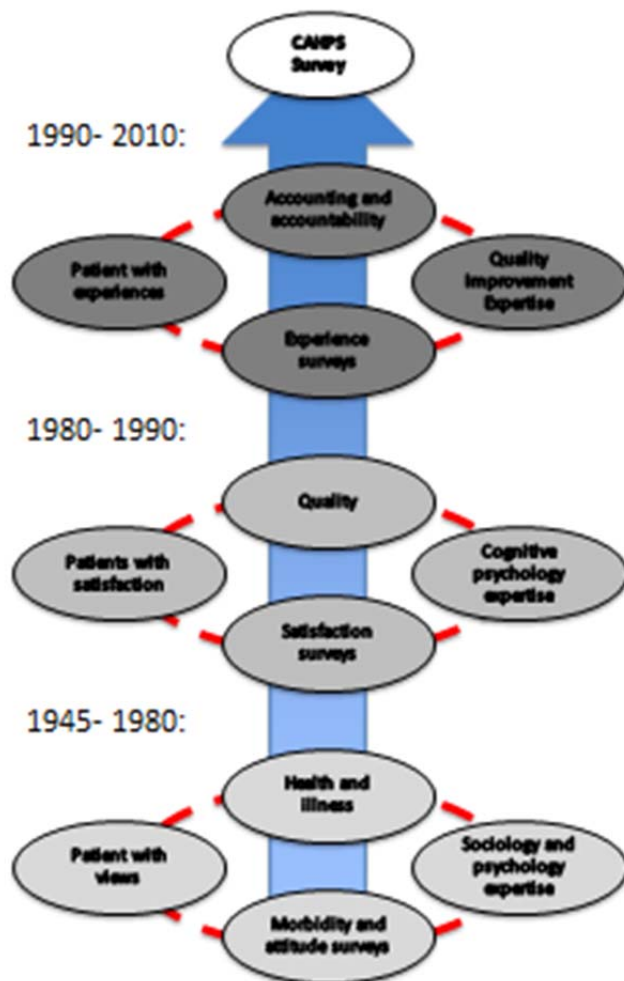 CAHPS
Survey
1990- 2010:
Accounting and
accountability
Patient with
experiences
Quality
Improvement
Expertise
Experience
surveys
1980- 1990:
Quality
Patients with
satisfaction
Cognitive
psychology
expertise
Satisfaction
surveys
1945- 1980:
Health and
illness
Patient with
views
Sociology and
psychology
expertise
Morbidity and
attitude surveys